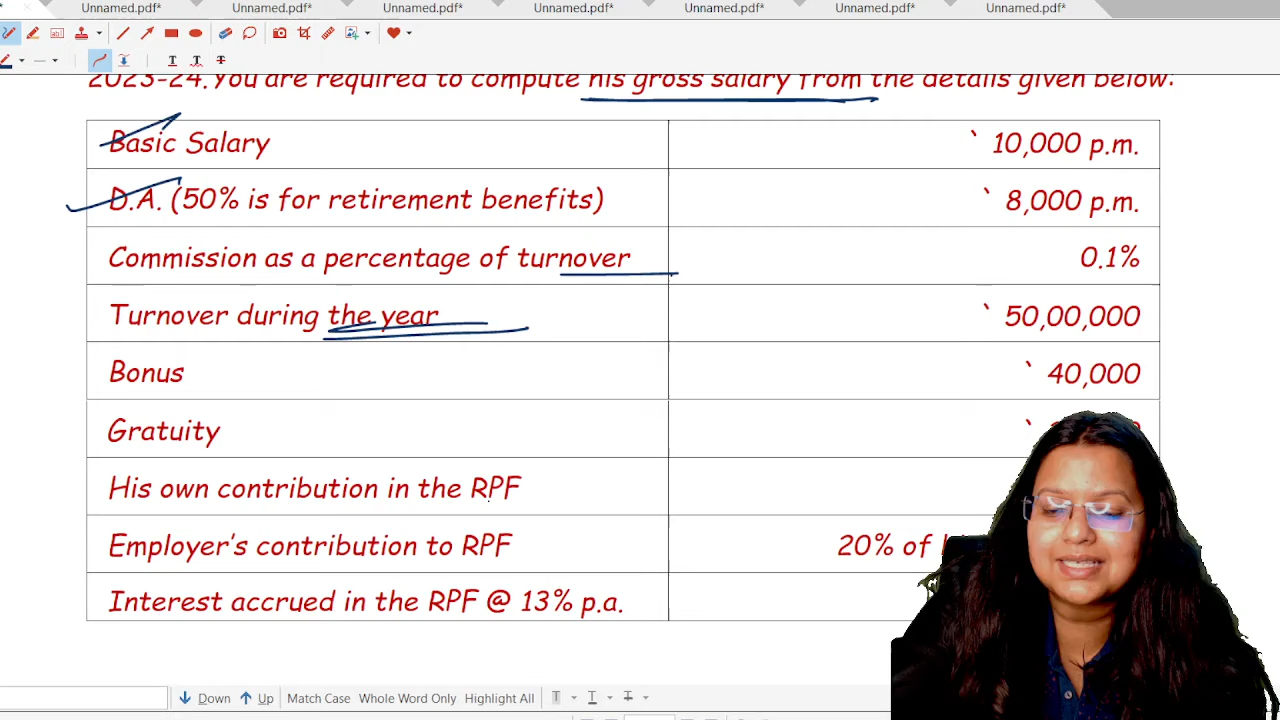 Unnamed.pdf* Unnamed.pdf* Unnamed.pdf* Unnamed.pdf* Unnamed.pdf* Unnamed.pdf* Unnamed.pdf*
2023-24. You are required to compute his gross salary from the details given below:
Basic Salary ` 10,000 p.m.
D.A. (50% is for retirement benefits) ` 8,000 p.m.
Commission as a percentage of turnover 0.1%
Turnover during the year ` 50,00,000
Bonus ` 40,000
Gratuity `
His own contribution in the RPF
Employer's contribution to RPF 20% of
Interest accrued in the RPF @ 13% p.a.
Down Up Match Case Whole Word Only Highlight All